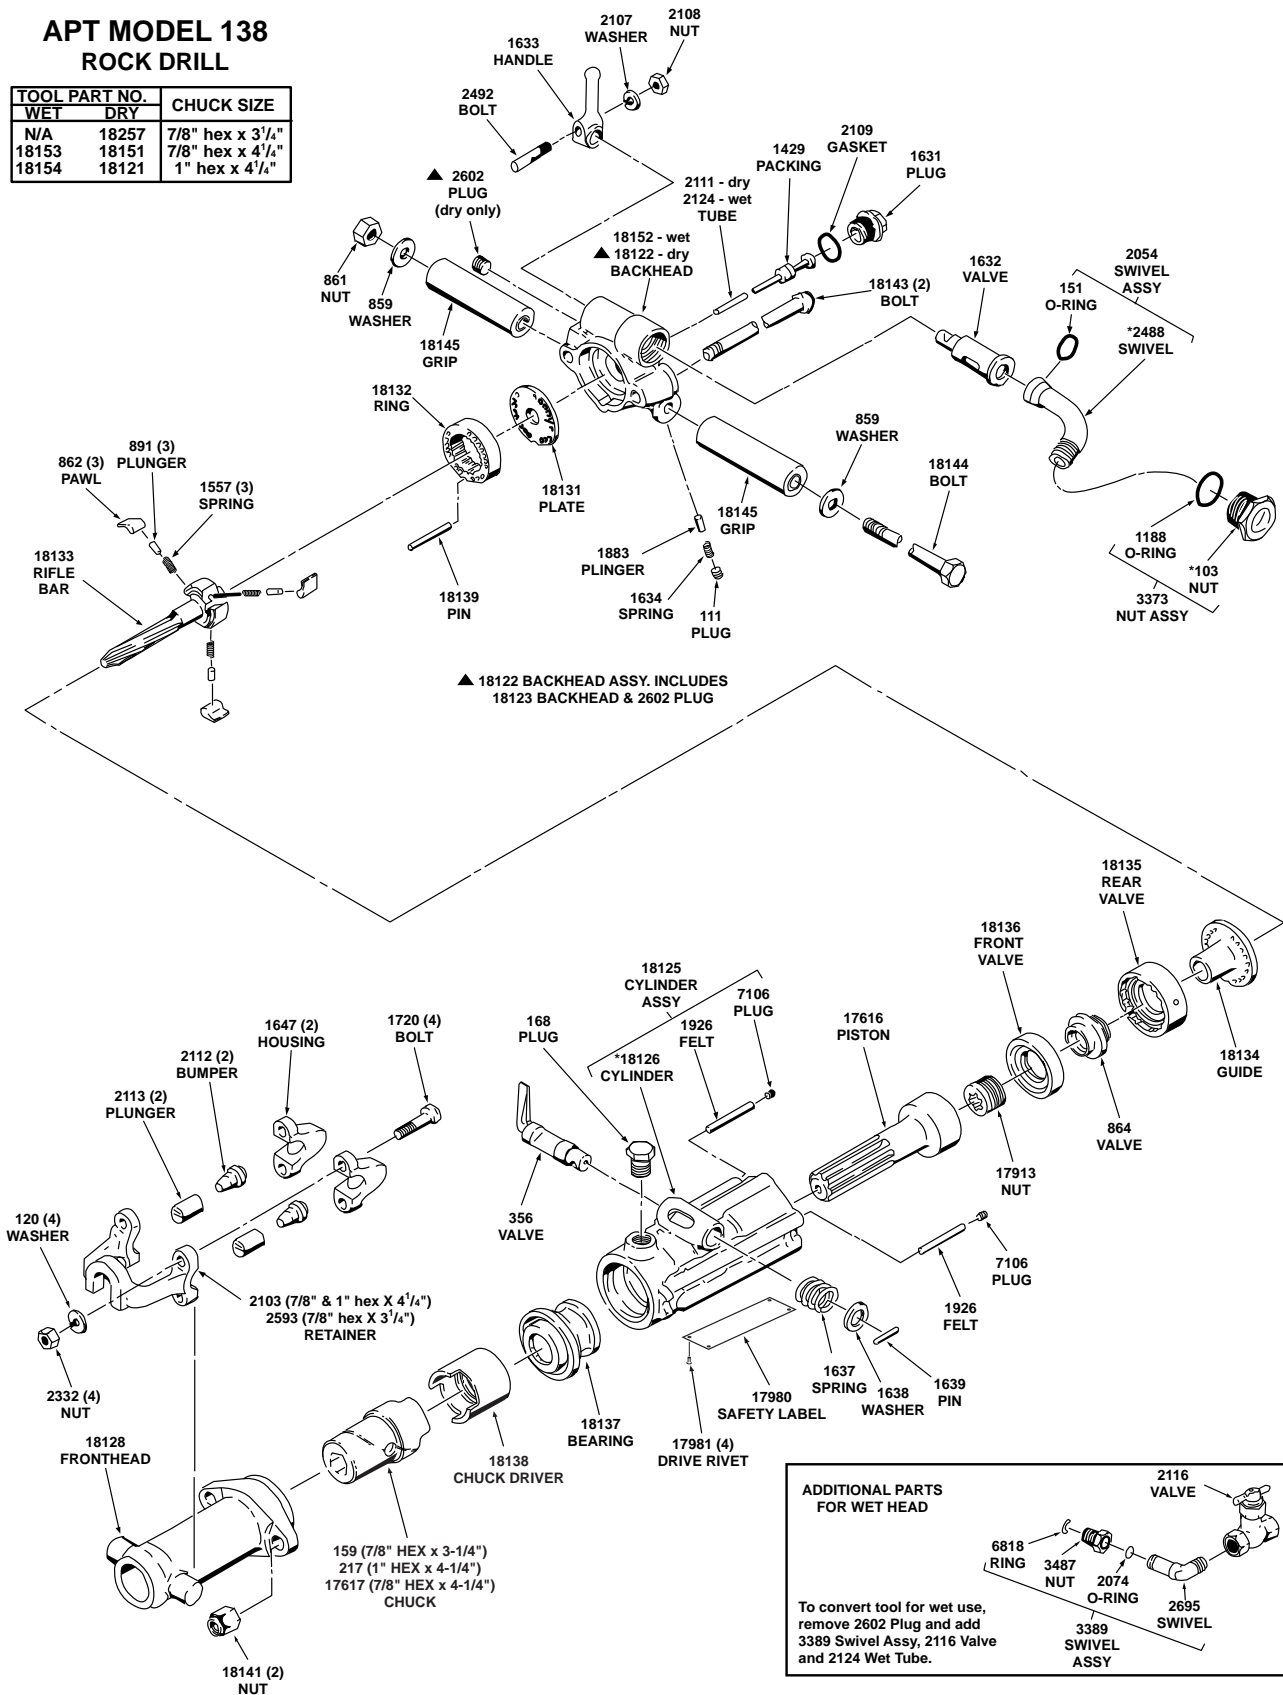 APT MODEL 138
ROCK DRILL
TOOL PART NO. CHUCK SIZE
WET DRY
N/A 18257 7/8" hex x 3 1/4"
18153 18151 7/8" hex x 4 1/4"
18154 18121 1" hex x 4 1/4"
2107
WASHER
2108
NUT
1633
HANDLE
2492
BOLT
▲ 2602
PLUG
(dry only)
2109
GASKET
1429
PACKING
1631
PLUG
2111 - dry
2124 - wet
TUBE
18152 - wet
▲ 18122 - dry
BACKHEAD
861
NUT
859
WASHER
18145
GRIP
18143 (2)
BOLT
1632
VALVE
2054
SWIVEL
ASSY
151
O-RING
*2488
SWIVEL
18132
RING
18131
PLATE
859
WASHER
18144
BOLT
18145
GRIP
891 (3)
PLUNGER
862 (3)
PAWL
1557 (3)
SPRING
18133
RIFLE
BAR
18139
PIN
1883
PLINGER
1634
SPRING
111
PLUG
1188
O-RING
*103
NUT
3373
NUT ASSY
▲ 18122 BACKHEAD ASSY. INCLUDES
18123 BACKHEAD & 2602 PLUG
18135
REAR
VALVE
18136
FRONT
VALVE
18134
GUIDE
864
VALVE
17913
NUT
17616
PISTON
18125
CYLINDER
ASSY
7106
PLUG
1926
FELT
*18126
CYLINDER
168
PLUG
356
VALVE
1647 (2)
HOUSING
1720 (4)
BOLT
2112 (2)
BUMPER
2113 (2)
PLUNGER
120 (4)
WASHER
2103 (7/8" & 1" hex X 4 1/4")
2593 (7/8" hex X 3 1/4")
RETAINER
2332 (4)
NUT
7106
PLUG
1926
FELT
1637
SPRING
1638
WASHER
1639
PIN
17980
SAFETY LABEL
17981 (4)
DRIVE RIVET
18137
BEARING
18138
CHUCK DRIVER
18128
FRONTHEAD
159 (7/8" HEX x 3-1/4")
217 (1" HEX x 4-1/4")
17617 (7/8" HEX x 4-1/4")
CHUCK
18141 (2)
NUT
ADDITIONAL PARTS
FOR WET HEAD
2116
VALVE
6818
RING
3487
NUT
2074
O-RING
2695
SWIVEL
3389
SWIVEL
ASSY
To convert tool for wet use,
remove 2602 Plug and add
3389 Swivel Assy, 2116 Valve
and 2124 Wet Tube.